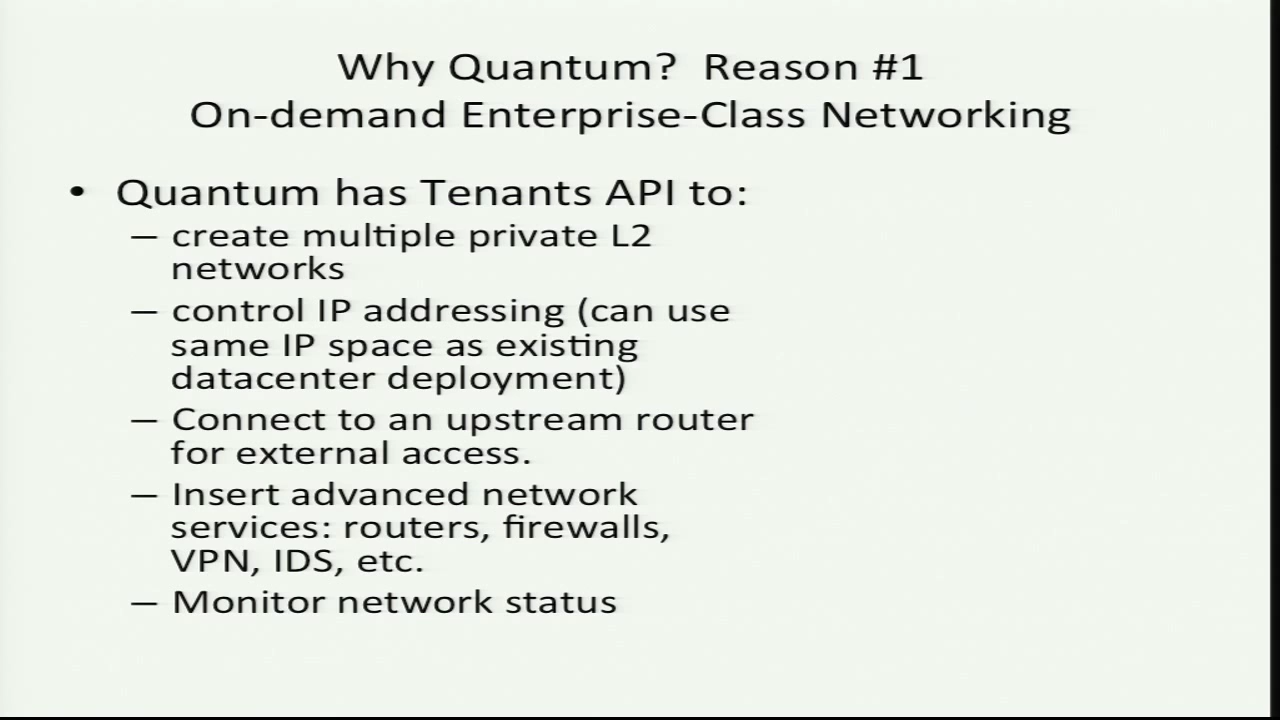 Why Quantum?  Reason #1
On-demand Enterprise-Class Networking
• Quantum has Tenants API to:
– create multiple private L2
networks
– control IP addressing (can use
same IP space as existing
datacenter deployment)
– Connect to an upstream router
for external access.
– Insert advanced network
services: routers, firewalls,
VPN, IDS, etc.
– Monitor network status